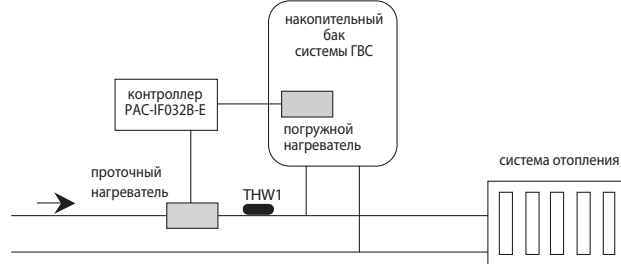 накопительный
бак
системы ГВС
контроллер
PAC-IF032B-E
погружной
нагреватель
проточный
нагреватель
THW1
система отопления